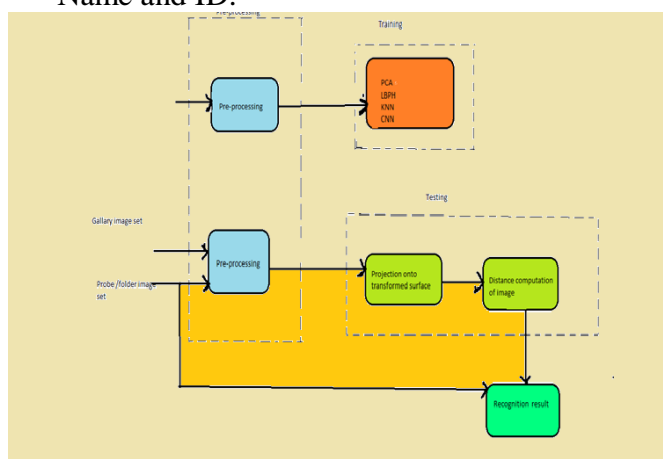 Name and ID.
Pre-processing
Training
Pre-processing
PCA
LBPH
KNN
CNN
Testing
Gallary image set
Pre-processing
Projection onto
transformed surface
Distance computation
of image
Probe /folder image
set
Recognition result